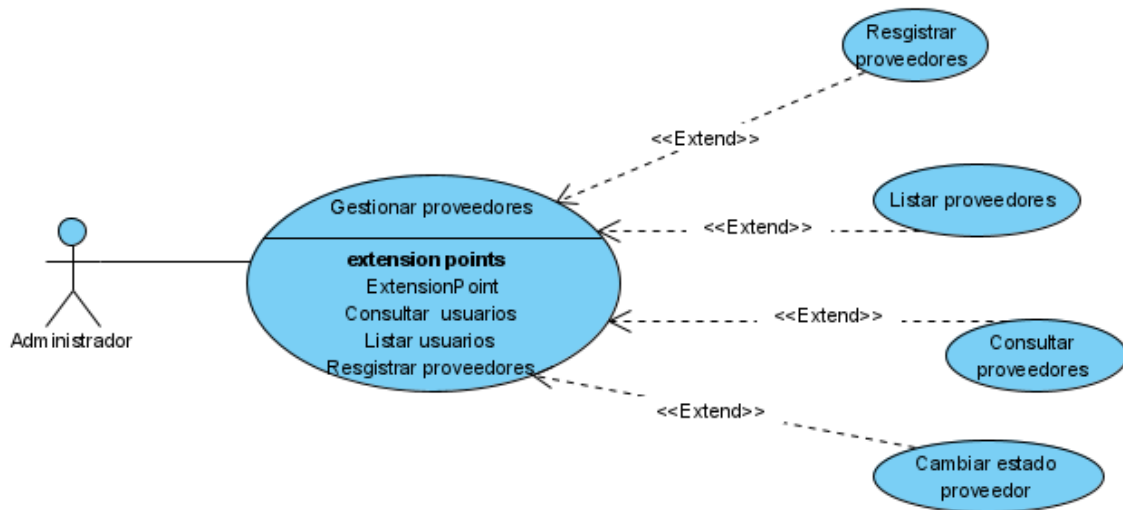 Resgistrar
proveedores
<<Extend>>
Gestionar proveedores
Listar proveedores
<<Extend>>
extension points
ExtensionPoint
Consultar usuarios
Listar usuarios
Resgistrar proveedores
Administrador
<<Extend>>
Consultar
proveedores
<<Extend>>
Cambiar estado
proveedor